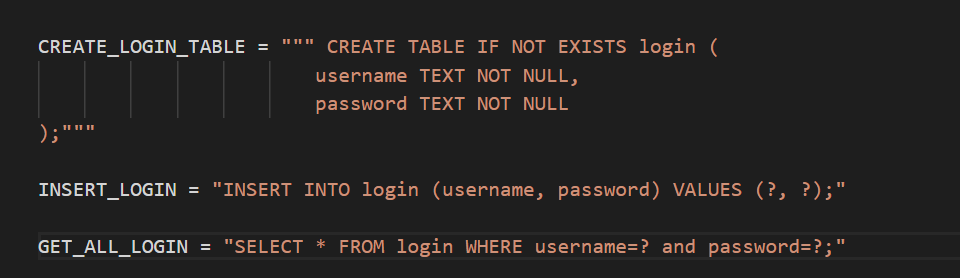 CREATE_LOGIN_TABLE = """ CREATE TABLE IF NOT EXISTS login (
username TEXT NOT NULL,
password TEXT NOT NULL
);"""
INSERT_LOGIN = "INSERT INTO login (username, password) VALUES (?, ?);"
GET_ALL_LOGIN = "SELECT * FROM login WHERE username=? and password=?;"